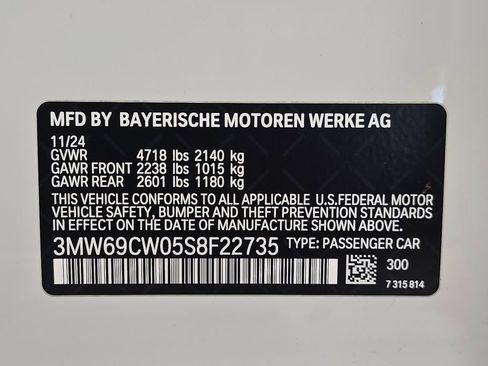 MFD BY BAYERISCHE MOTOREN WERKE AG
11/24
GVWR 4718 lbs 2140 kg
GAWR FRONT 2238 lbs 1015 kg
GAWR REAR 2601 lbs 1180 kg
THIS VEHICLE CONFORMS TO ALL APPLICABLE U.S.FEDERAL MOTOR
VEHICLE SAFETY, BUMPER AND THEFT PREVENTION STANDARDS
IN EFFECT ON THE DATE OF MANUFACTURE SHOWN ABOVE.
3MW69CW05S8F22735 TYPE: PASSENGER CAR
300
7 315 814